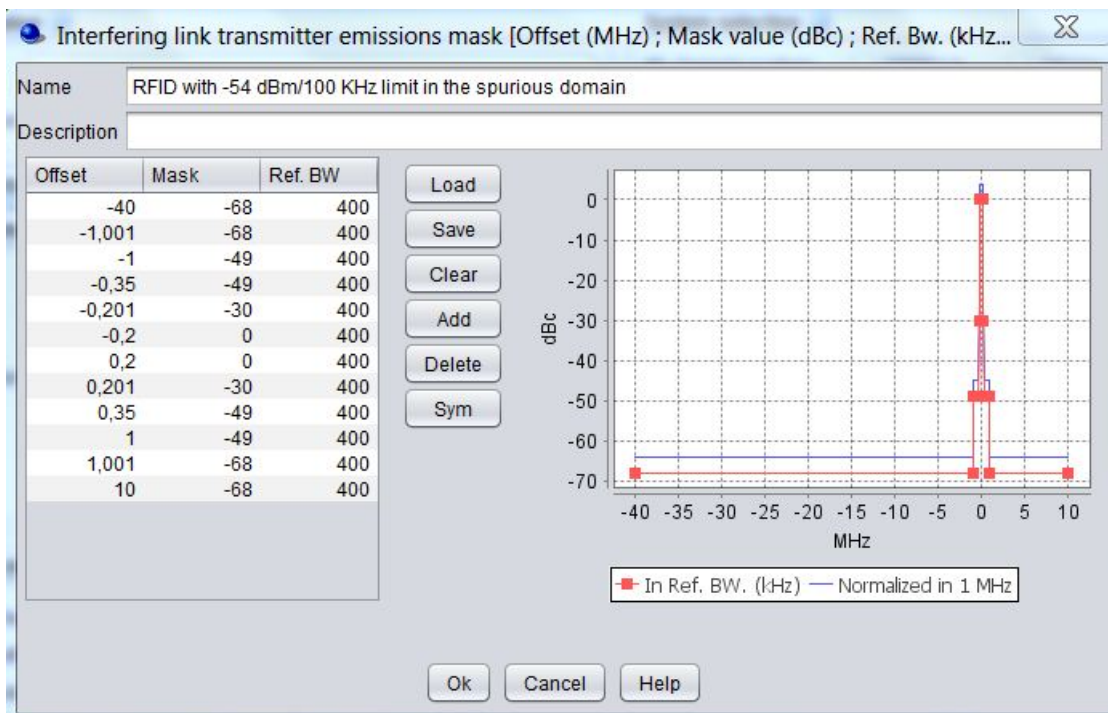 Interfering link transmitter emissions mask [Offset (MHz) ; Mask value (dBc) ; Ref. Bw. (kHz...
Name RFID with -54 dBm/100 KHz limit in the spurious domain
Description
Offset Mask Ref. BW
-40 -68 400
-1,001 -68 400
-1 -49 400
-0,35 -49 400
-0,201 -30 400
-0,2 0 400
0,2 0 400
0,201 -30 400
0,35 -49 400
1 -49 400
1,001 -68 400
10 -68 400
Load
Save
Clear
Add
Delete
Sym
dBc
0
-10
-20
-30
-40
-50
-60
-70
-40 -35 -30 -25 -20 -15 -10 -5 0 5 10
MHz
In Ref. BW. (kHz) Normalized in 1 MHz
Ok Cancel Help